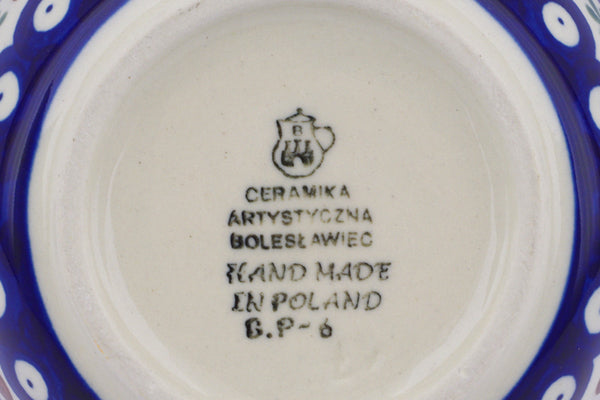 B
CERAMIKA
ARTYSTYCZNA
BOLESŁAWIEC
HAND MADE
IN POLAND
B.P-6